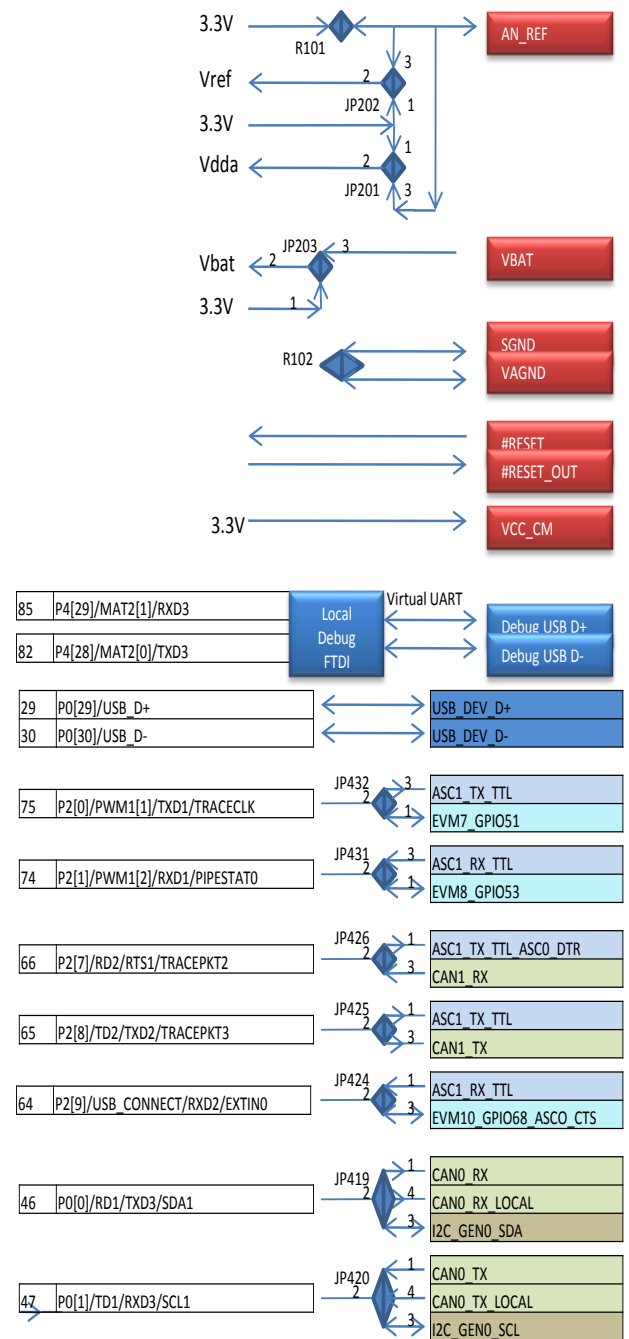 3.3V
R101
AN_REF
3
Vref
2
JP202
1
3.3V
1
Vdda
2
JP201
3
JP203
3
Vbat
2
VBAT
3.3V
1
R102
SGND
VAGND
#RESET
#RESET_OUT
3.3V
VCC_CM
85 P4[29]/MAT2[1]/RXD3
82 P4[28]/MAT2[0]/TXD3
Local
Debug
FTDI
Virtual UART
Debug USB D+
Debug USB D-
29 P0[29]/USB_D+
USB_DEV_D+
30 P0[30]/USB_D-
USB_DEV_D-
JP432
3
2
1
75 P2[0]/PWM1[1]/TXD1/TRACECLK
ASC1_TX_TTL
EVM7_GPIO51
JP431
3
2
1
74 P2[1]/PWM1[2]/RXD1/PIPESTAT0
ASC1_RX_TTL
EVM8_GPIO53
JP426
1
2
3
66 P2[7]/RD2/RTS1/TRACEPKT2
ASC1_TX_TTL_ASC0_DTR
CAN1_RX
JP425
1
2
3
65 P2[8]/TD2/TXD2/TRACEPKT3
ASC1_TX_TTL
CAN1_TX
JP424
1
2
3
64 P2[9]/USB_CONNECT/RXD2/EXTIN0
ASC1_RX_TTL
EVM10_GPIO68_ASCO_CTS
JP419
1
2
4
3
46 P0[0]/RD1/TXD3/SDA1
CAN0_RX
CAN0_RX_LOCAL
I2C_GEN0_SDA
JP420
1
2
4
3
47 P0[1]/TD1/RXD3/SCL1
CAN0_TX
CAN0_TX_LOCAL
I2C_GEN0_SCL